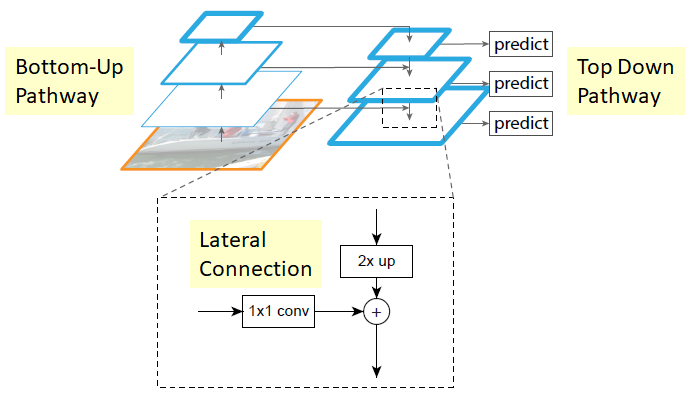 Bottom-Up
Pathway
predict
predict
predict
Top Down
Pathway
Lateral
Connection
2x up
1x1 conv
+